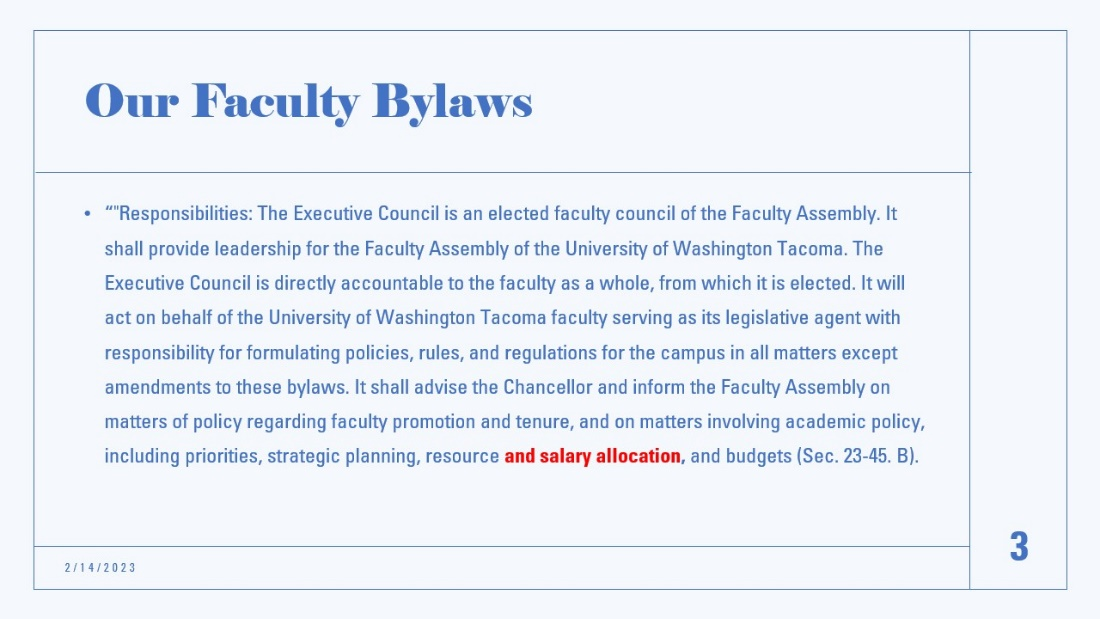 Our Faculty Bylaws
• “"Responsibilities: The Executive Council is an elected faculty council of the Faculty Assembly. It
shall provide leadership for the Faculty Assembly of the University of Washington Tacoma. The
Executive Council is directly accountable to the faculty as a whole, from which it is elected. It will
act on behalf of the University of Washington Tacoma faculty serving as its legislative agent with
responsibility for formulating policies, rules, and regulations for the campus in all matters except
amendments to these bylaws. It shall advise the Chancellor and inform the Faculty Assembly on
matters of policy regarding faculty promotion and tenure, and on matters involving academic policy,
including priorities, strategic planning, resource and salary allocation, and budgets (Sec. 23-45. B).
3
2/14/2023